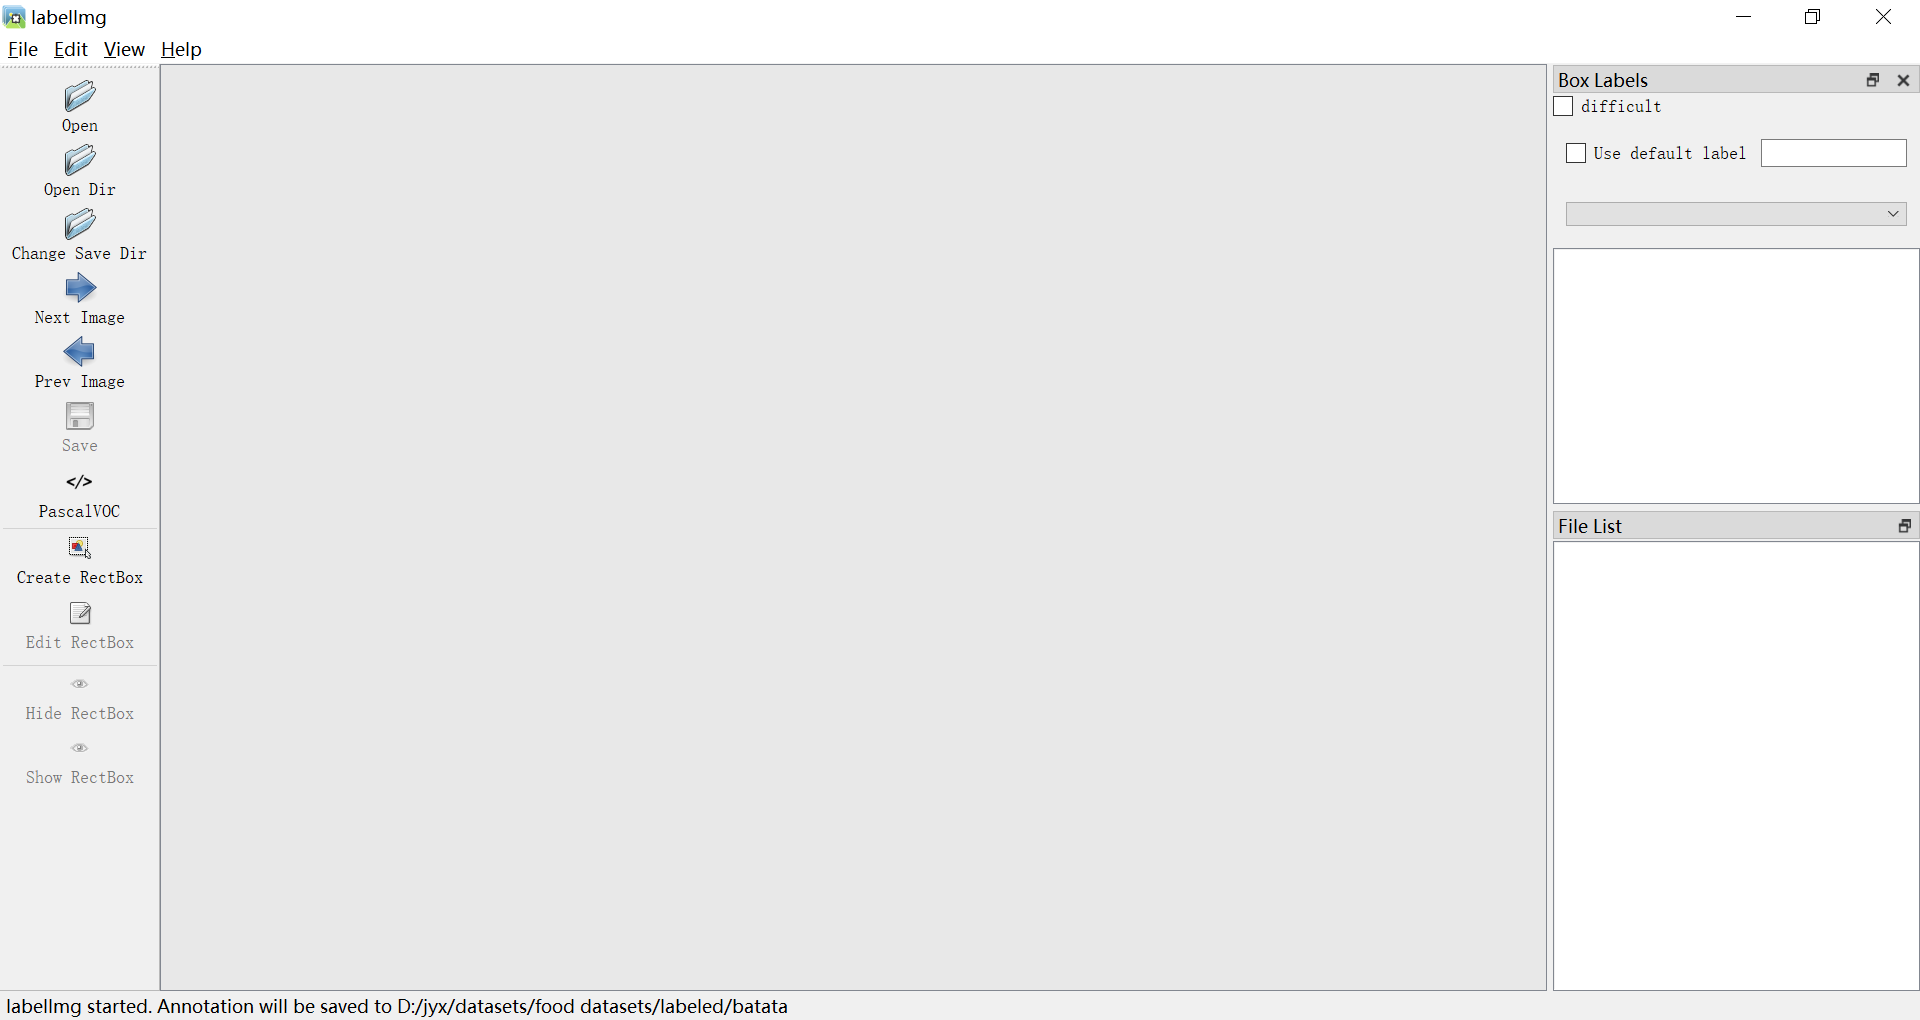 labelImg
File Edit View Help
Open
Open Dir
Change Save Dir
Next Image
Prev Image
Save
</>
PascalVOC
Create RectBox
Edit RectBox
Hide RectBox
Show RectBox
Box Labels
difficult
Use default label
File List
labelImg started. Annotation will be saved to D:/jyx/datasets/food datasets/labeled/batata